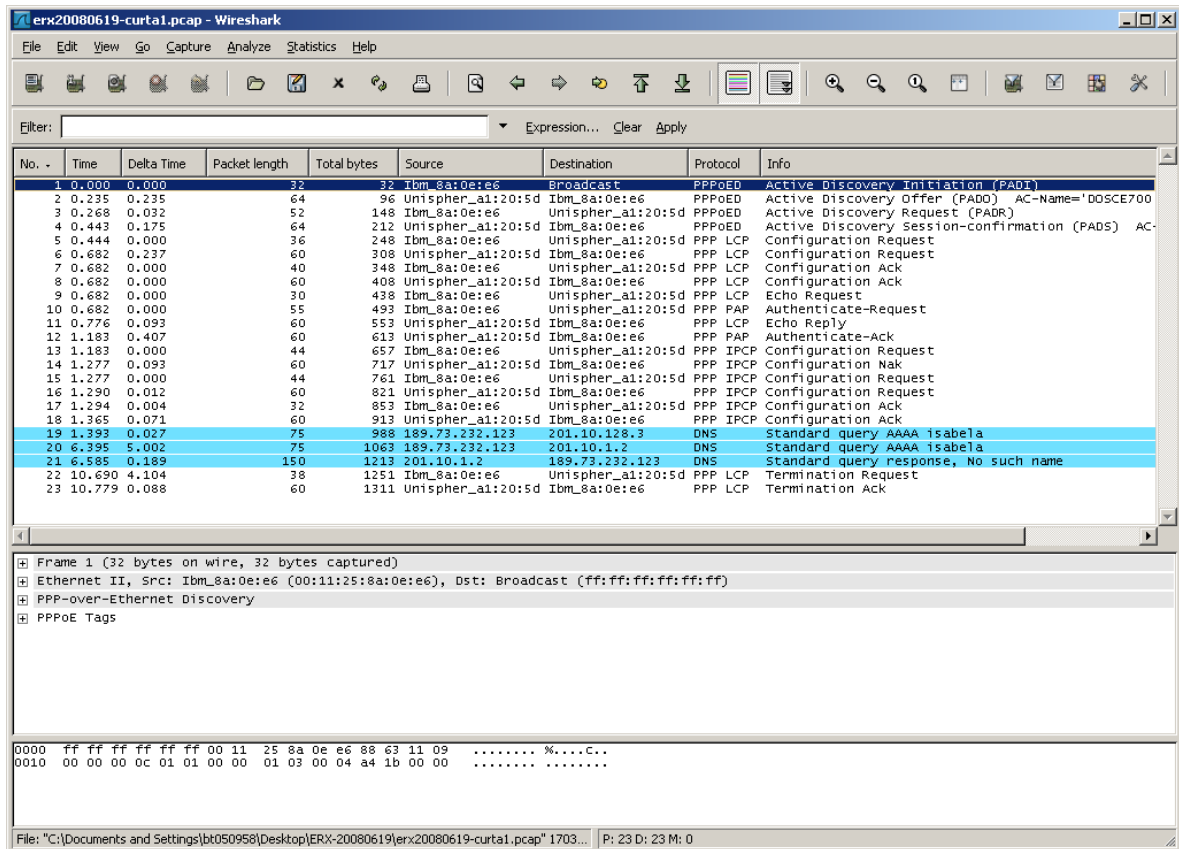 erx20080619-curta1.pcap - Wireshark
File Edit View Go Capture Analyze Statistics Help
Filter: Expression... Clear Apply
No. - Time Delta Time Packet length Total bytes Source Destination Protocol Info
1 0.000 0.000 32 32 Ibm_8a:0e:e6 Broadcast PPPoED Active Discovery Initiation (PADI)
2 0.235 0.235 64 96 Unispher_a1:20:5d Ibm_8a:0e:e6 PPPoED Active Discovery Offer (PADO) AC-Name='DOSCE700
3 0.268 0.032 52 148 Ibm_8a:0e:e6 Unispher_a1:20:5d PPPoED Active Discovery Request (PADR)
4 0.443 0.175 64 212 Unispher_a1:20:5d Ibm_8a:0e:e6 PPPoED Active Discovery Session-confirmation (PADS) AC-
5 0.444 0.000 36 248 Ibm_8a:0e:e6 Unispher_a1:20:5d PPP LCP Configuration Request
6 0.682 0.237 60 308 Unispher_a1:20:5d Ibm_8a:0e:e6 PPP LCP Configuration Request
7 0.682 0.000 40 348 Ibm_8a:0e:e6 Unispher_a1:20:5d PPP LCP Configuration Ack
8 0.682 0.000 60 408 Unispher_a1:20:5d Ibm_8a:0e:e6 PPP LCP Configuration Ack
9 0.682 0.000 30 438 Ibm_8a:0e:e6 Unispher_a1:20:5d PPP LCP Echo Request
10 0.682 0.000 55 493 Ibm_8a:0e:e6 Unispher_a1:20:5d PPP PAP Authenticate-Request
11 0.776 0.093 60 553 Unispher_a1:20:5d Ibm_8a:0e:e6 PPP LCP Echo Reply
12 1.183 0.407 60 613 Unispher_a1:20:5d Ibm_8a:0e:e6 PPP PAP Authenticate-Ack
13 1.183 0.000 44 657 Ibm_8a:0e:e6 Unispher_a1:20:5d PPP IPCP Configuration Request
14 1.277 0.093 60 717 Unispher_a1:20:5d Ibm_8a:0e:e6 PPP IPCP Configuration Nak
15 1.277 0.000 44 761 Ibm_8a:0e:e6 Unispher_a1:20:5d PPP IPCP Configuration Request
16 1.290 0.012 60 821 Unispher_a1:20:5d Ibm_8a:0e:e6 PPP IPCP Configuration Request
17 1.294 0.004 32 853 Ibm_8a:0e:e6 Unispher_a1:20:5d PPP IPCP Configuration Ack
18 1.365 0.071 60 913 Unispher_a1:20:5d Ibm_8a:0e:e6 PPP IPCP Configuration Ack
19 1.393 0.027 75 988 189.73.232.123 201.10.128.3 DNS Standard query AAAA isabela
20 6.395 5.002 75 1063 189.73.232.123 201.10.1.2 DNS Standard query AAAA isabela
21 6.585 0.189 150 1213 201.10.1.2 189.73.232.123 DNS Standard query response, No such name
22 10.690 4.104 38 1251 Ibm_8a:0e:e6 Unispher_a1:20:5d PPP LCP Termination Request
23 10.779 0.088 60 1311 Unispher_a1:20:5d Ibm_8a:0e:e6 PPP LCP Termination Ack
Frame 1 (32 bytes on wire, 32 bytes captured)
Ethernet II, Src: Ibm_8a:0e:e6 (00:11:25:8a:0e:e6), Dst: Broadcast (ff:ff:ff:ff:ff:ff)
PPP-over-Ethernet Discovery
PPPoE Tags
0000 ff ff ff ff ff ff 00 11 25 8a 0e e6 88 63 11 09 ........ %....c..
0010 00 00 00 0c 01 01 00 00 01 03 00 04 a4 1b 00 00 ........ ........
File: "C:\Documents and Settings\bt050958\Desktop\ERX-20080619\erx20080619-curta1.pcap" 1703... P: 23 D: 23 M: 0